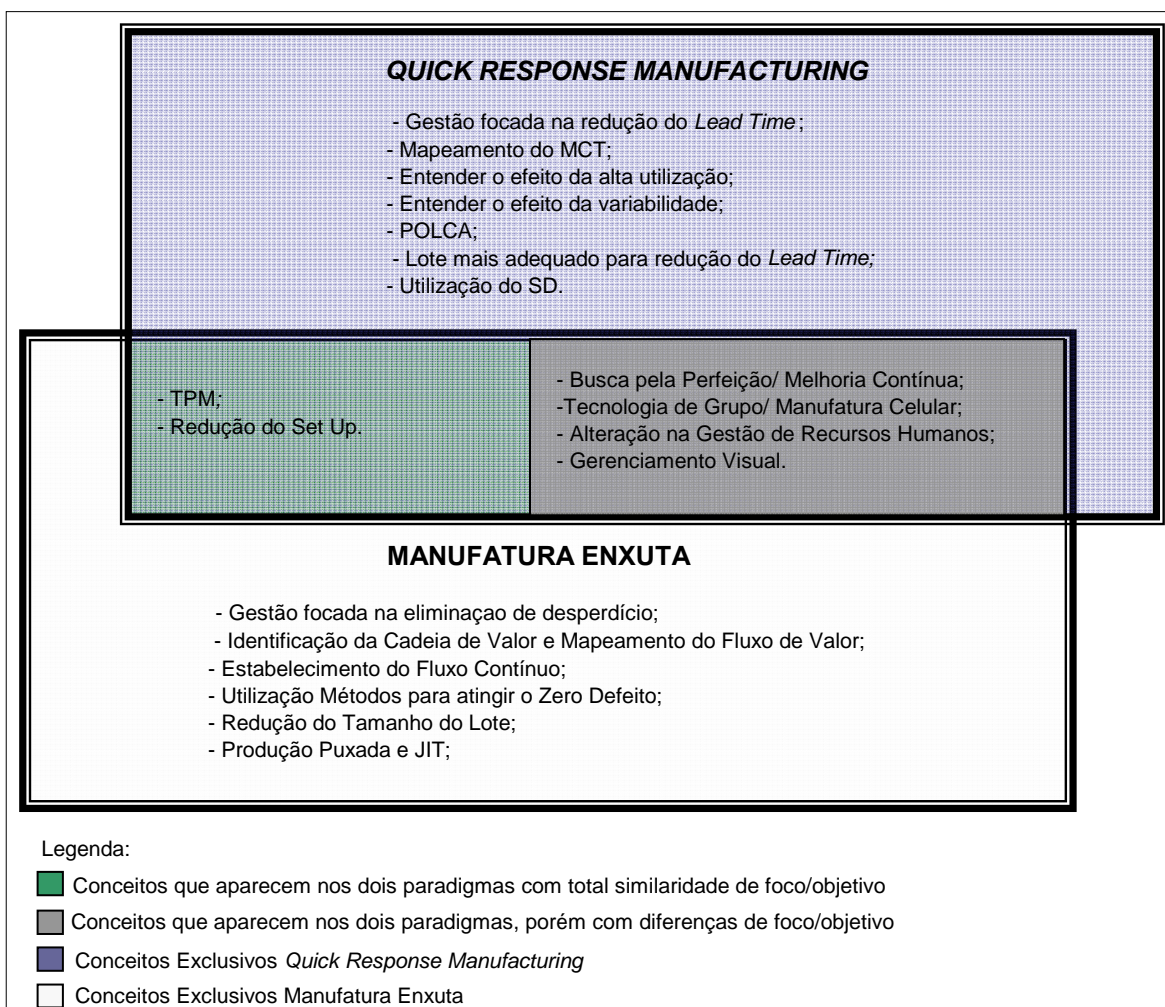 QUICK RESPONSE MANUFACTURING
- Gestão focada na redução do Lead Time;
- Mapeamento do MCT;
- Entender o efeito da alta utilização;
- Entender o efeito da variabilidade;
- POLCA;
- Lote mais adequado para redução do Lead Time;
- Utilização do SD.
- TPM;
- Redução do Set Up.
- Busca pela Perfeição/ Melhoria Contínua;
-Tecnologia de Grupo/ Manufatura Celular;
- Alteração na Gestão de Recursos Humanos;
- Gerenciamento Visual.
MANUFATURA ENXUTA
- Gestão focada na eliminaçao de desperdício;
- Identificação da Cadeia de Valor e Mapeamento do Fluxo de Valor;
- Estabelecimento do Fluxo Contínuo;
- Utilização Métodos para atingir o Zero Defeito;
- Redução do Tamanho do Lote;
- Produção Puxada e JIT;
Legenda:
Conceitos que aparecem nos dois paradigmas com total similaridade de foco/objetivo
Conceitos que aparecem nos dois paradigmas, porém com diferenças de foco/objetivo
Conceitos Exclusivos Quick Response Manufacturing
Conceitos Exclusivos Manufatura Enxuta